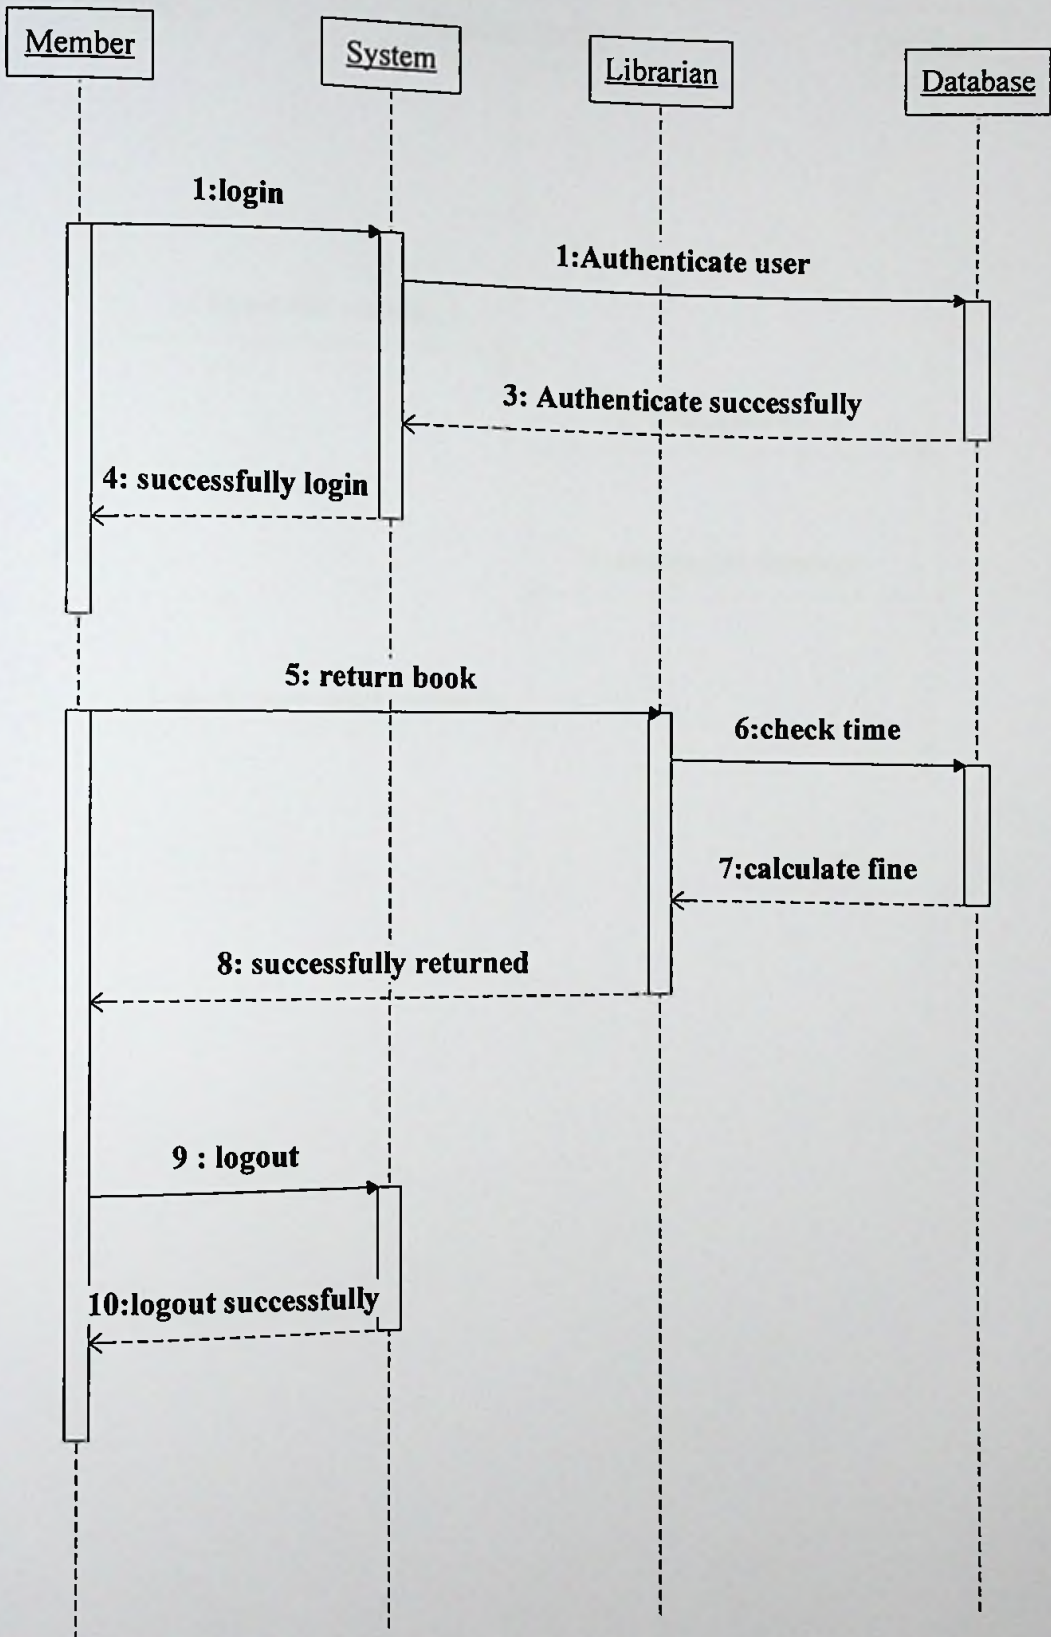 Member
System
Librarian
Database
1:login
1:Authenticate user
3: Authenticate successfully
4: successfully login
5: return book
6:check time
7:calculate fine
8: successfully returned
9 : logout
10:logout successfully